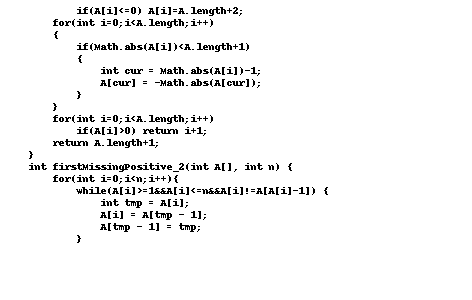 if(A[i]<=0) A[i]=A.length+2;
for(int i=0;i<A.length;i++)
{
if(Math.abs(A[i])<A.length+1)
{
int cur = Math.abs(A[i])-1;
A[cur] = -Math.abs(A[cur]);
}
}
for(int i=0;i<A.length;i++)
if(A[i]>0) return i+1;
return A.length+1;
}
int firstMissingPositive_2(int A[], int n) {
for(int i=0;i<n;i++){
while(A[i]>=1&&A[i]<=n&&A[i]!=A[A[i]-1]) {
int tmp = A[i];
A[i] = A[tmp - 1];
A[tmp - 1] = tmp;
}